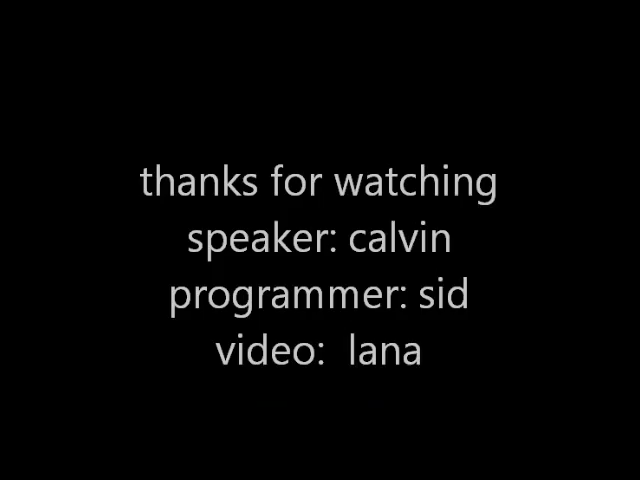 thanks for watching
speaker: calvin
programmer: sid
video:  lana